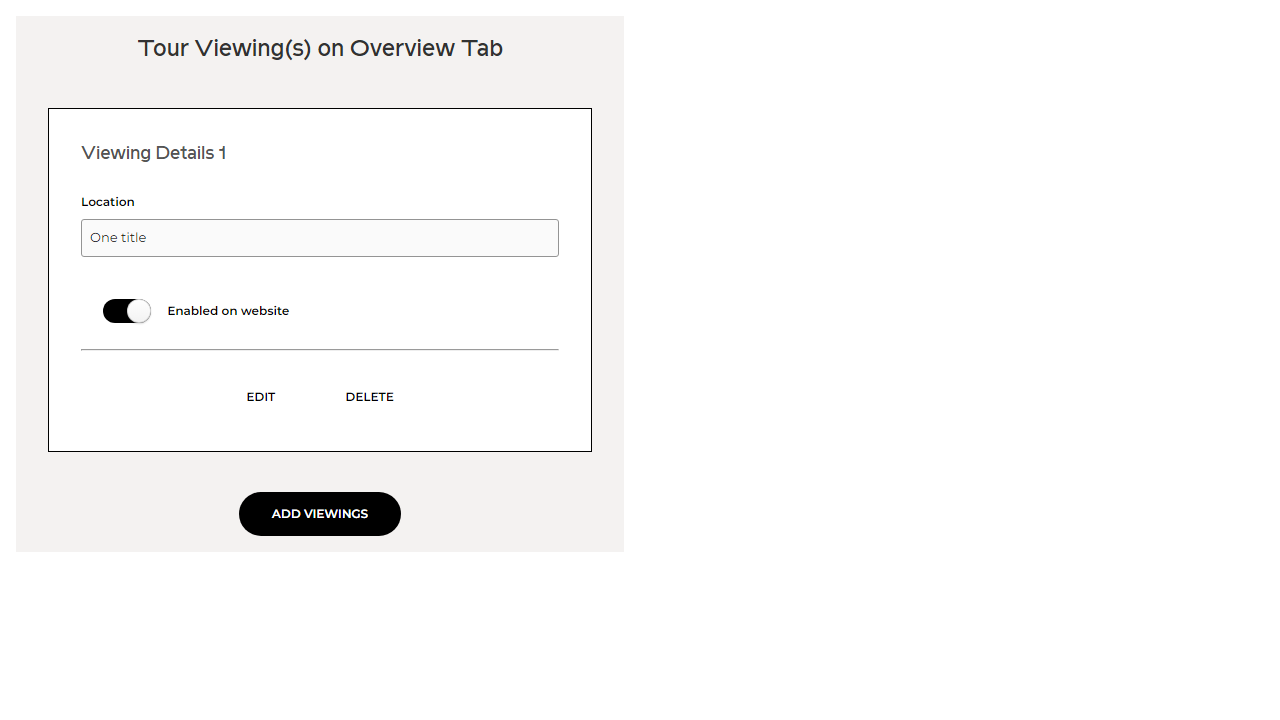 Tour Viewing(s) on Overview Tab
Viewing Details 1
Location
One title
Enabled on website
EDIT DELETE
ADD VIEWINGS